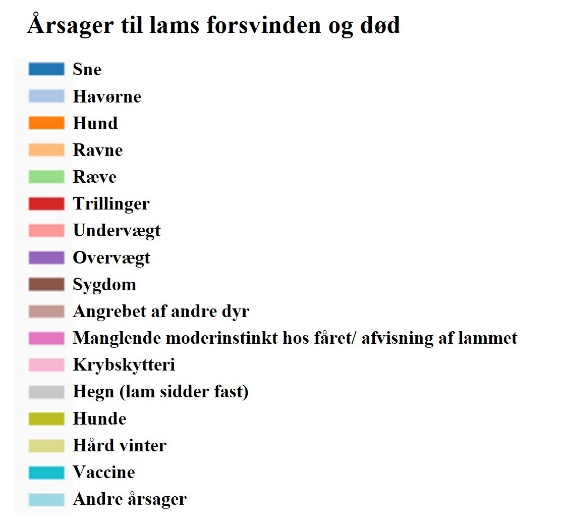 Årsager til lams forsvinden og død
Sne
Havørne
Hund
Ravne
Ræve
Trillinger
Undervægt
Overvægt
Sygdom
Angrebet af andre dyr
Manglende moderinstinkt hos fåret/ afvisning af lammet
Krybskytteri
Hegn (lam sidder fast)
Hunde
Hård vinter
Vaccine
Andre årsager